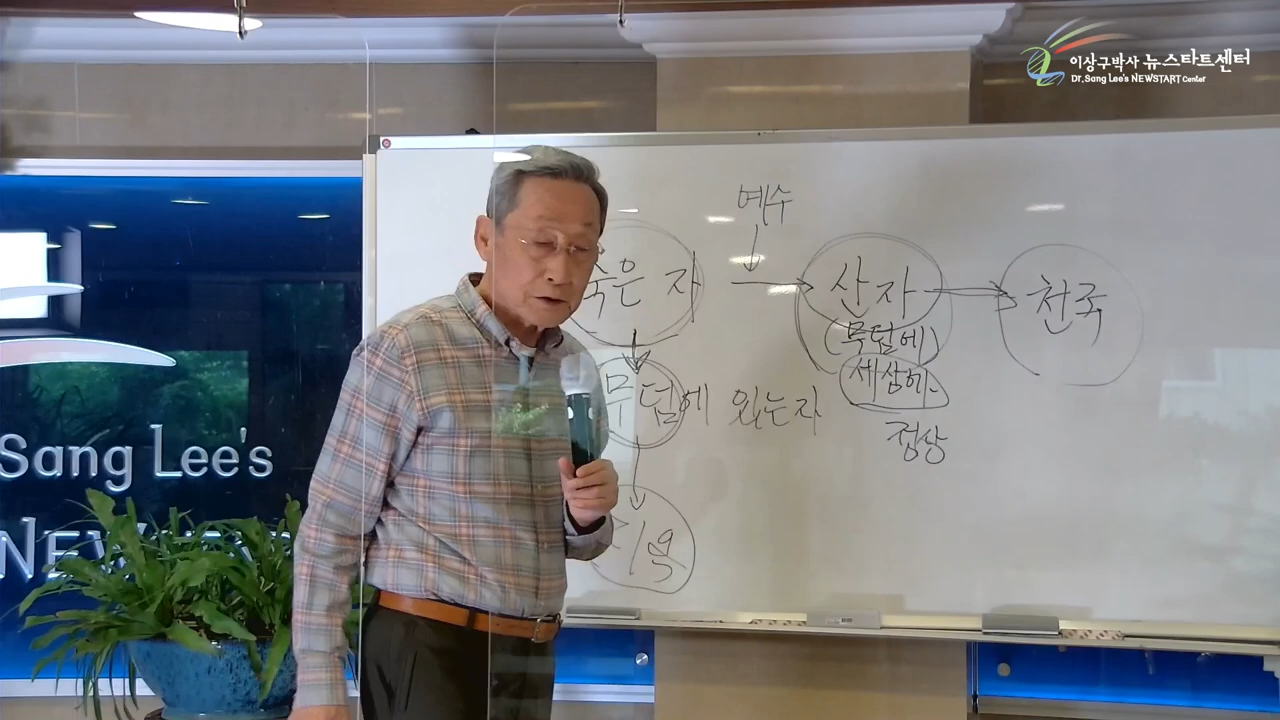 이상구박사 뉴스타트센터
Dr. Sang Lee's NEWSTART Center
예수
죽은 자
산자
천국
(무덤에)
세상에
무덤에 있는자
정상
지옥
Sang Lee's